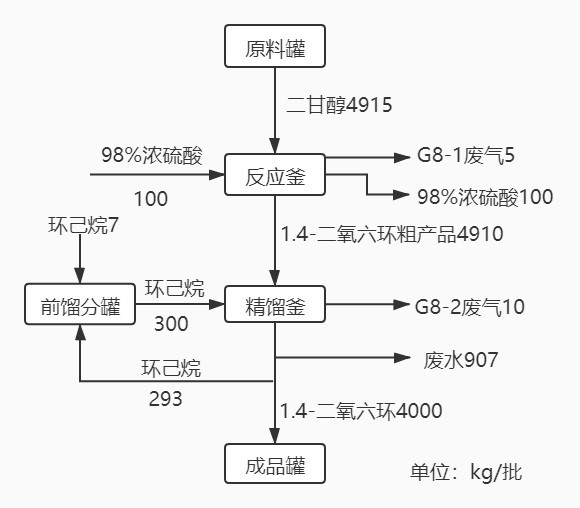 原料罐
二甘醇4915
98%浓硫酸
100
反应釜
G8-1废气5
98%浓硫酸100
环己烷7
1.4-二氧六环粗产品4910
前馏分罐
环己烷
300
精馏釜
G8-2废气10
环己烷
293
废水907
1.4-二氧六环4000
成品罐
单位：kg/批